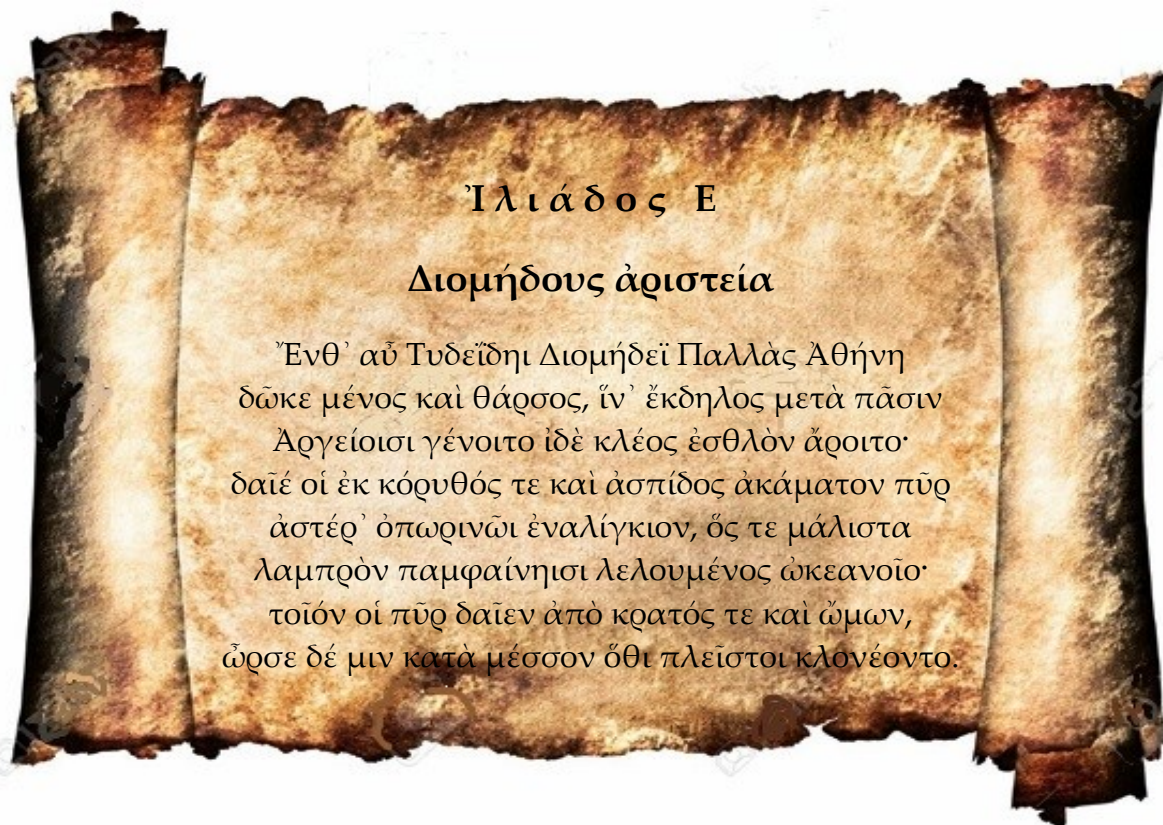 Ἰλιάδος Ε
Διομήδους ἀριστεία
Ἔνθ᾽ αὖ Τυδεΐδηι Διομήδεϊ Παλλὰς Ἀθήνη
δῶκε μένος καὶ θάρσος, ἵν᾽ ἔκδηλος μετὰ πᾶσιν
Ἀργείοισι γένοιτο ἰδὲ κλέος ἐσθλὸν ἄροιτο·
δαῖέ οἱ ἐκ κόρυθός τε καὶ ἀσπίδος ἀκάματον πῦρ
ἀστέρ᾽ ὀπωρινῶι ἐναλίγκιον, ὅς τε μάλιστα
λαμπρὸν παμφαίνηισι λελουμένος ὠκεανοῖο·
τοῖόν οἱ πῦρ δαῖεν ἀπὸ κρατός τε καὶ ὤμων,
ὦρσε δέ μιν κατὰ μέσσον ὅθι πλεῖστοι κλονέοντο.